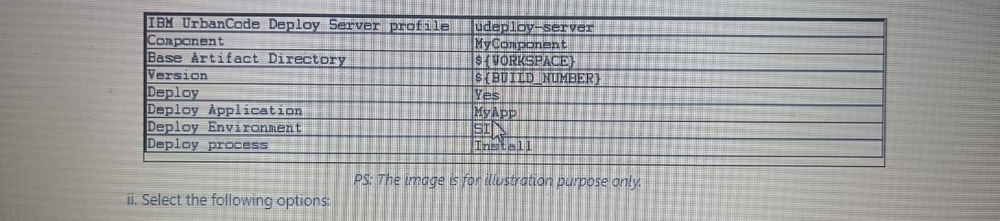 IBM UrbanCode Deploy Server profile udeploy-server
Component MyComponent
Base Artifact Directory ${WORKSPACE}
Version ${BUILD_NUMBER}
Deploy Yes
Deploy Application MyApp
Deploy Environment
Deploy process Install
PS: The image is for illustration purpose only.
ii. Select the following options: